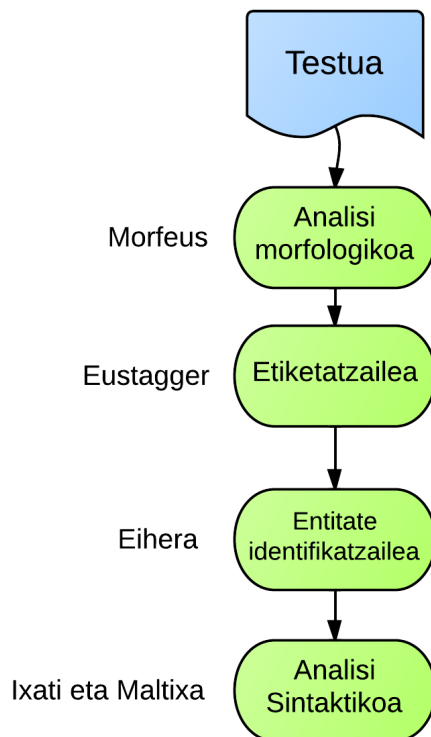 Testua
Morfeus
Analisi
morfologikoa
Eustagger
Etiketatzailea
Eihera
Entitate
identifikatzailea
Ixati eta Maltixa
Analisi
Sintaktikoa